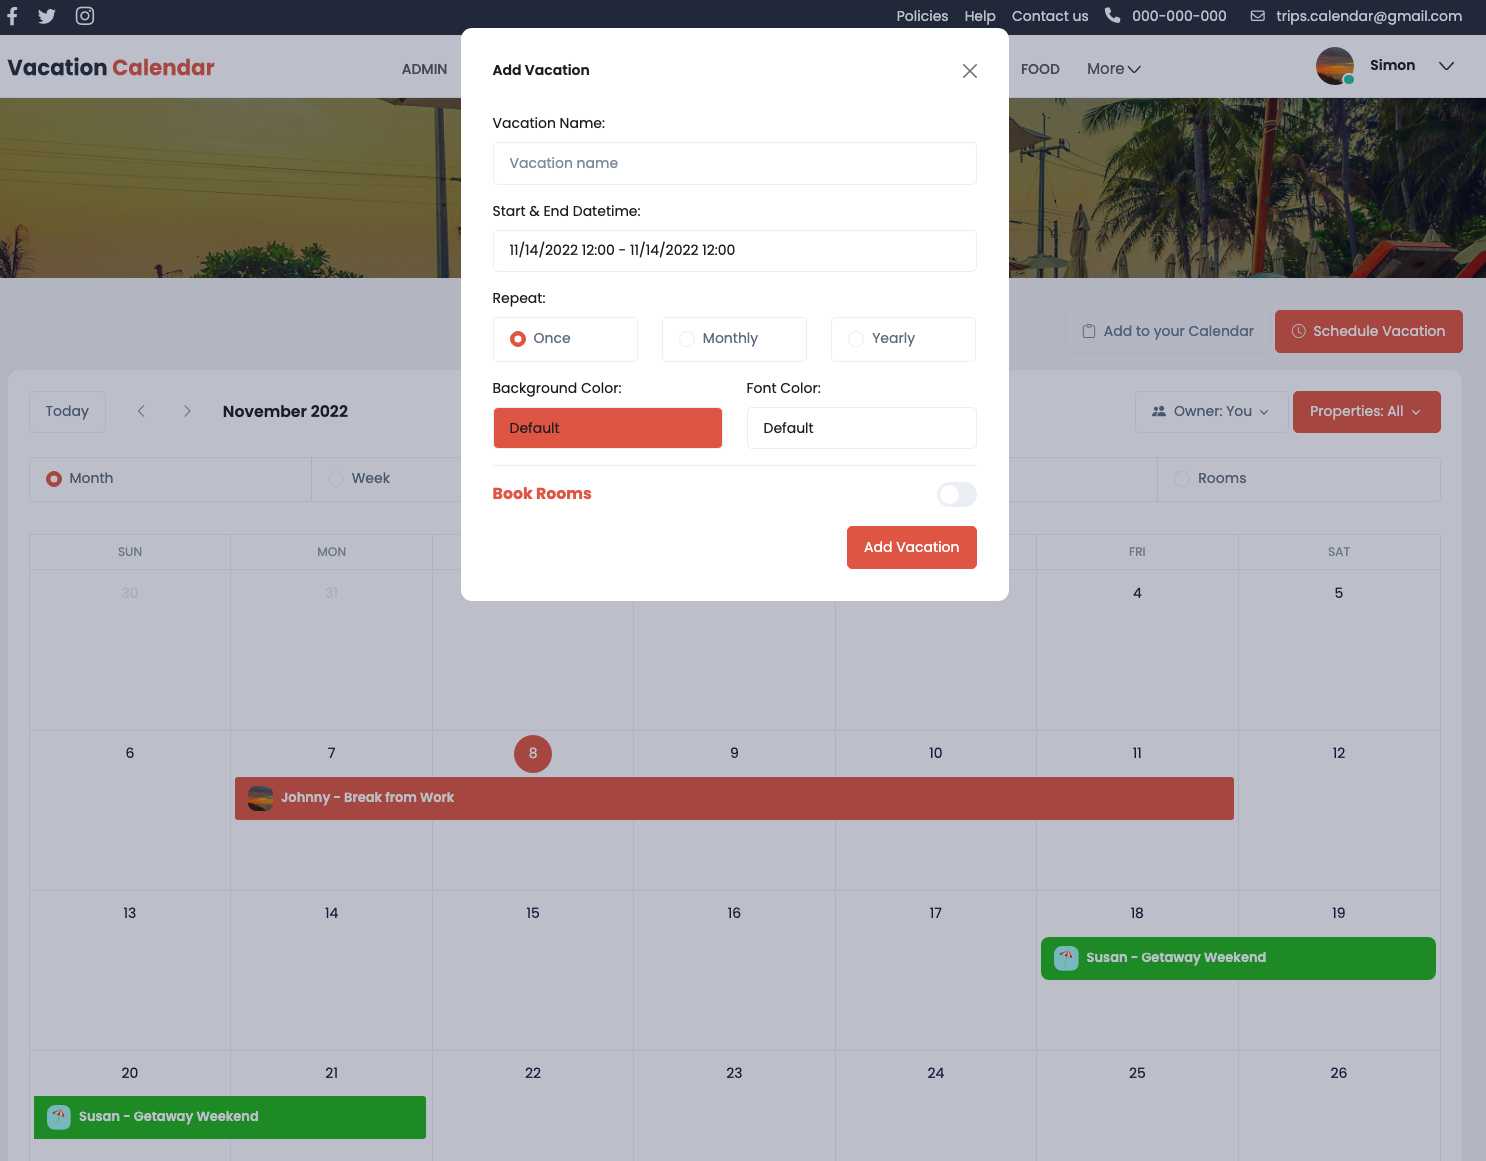 Policies Help Contact us 000-000-000 trips.calendar@gmail.com
Vacation Calendar ADMIN FOOD More Simon
Add Vacation
Vacation Name:
Vacation name
Start & End Datetime:
11/14/2022 12:00 - 11/14/2022 12:00
Repeat:
Once Monthly Yearly
Background Color: Font Color:
Default Default
Book Rooms
Add Vacation
Add to your Calendar Schedule Vacation
Today November 2022 Owner: You Properties: All
Month Week Rooms
SUN MON FRI SAT
30 31 4 5
6 7 8 9 10 11 12
Johnny - Break from Work
13 14 15 16 17 18 19
Susan - Getaway Weekend
20 21 22 23 24 25 26
Susan - Getaway Weekend